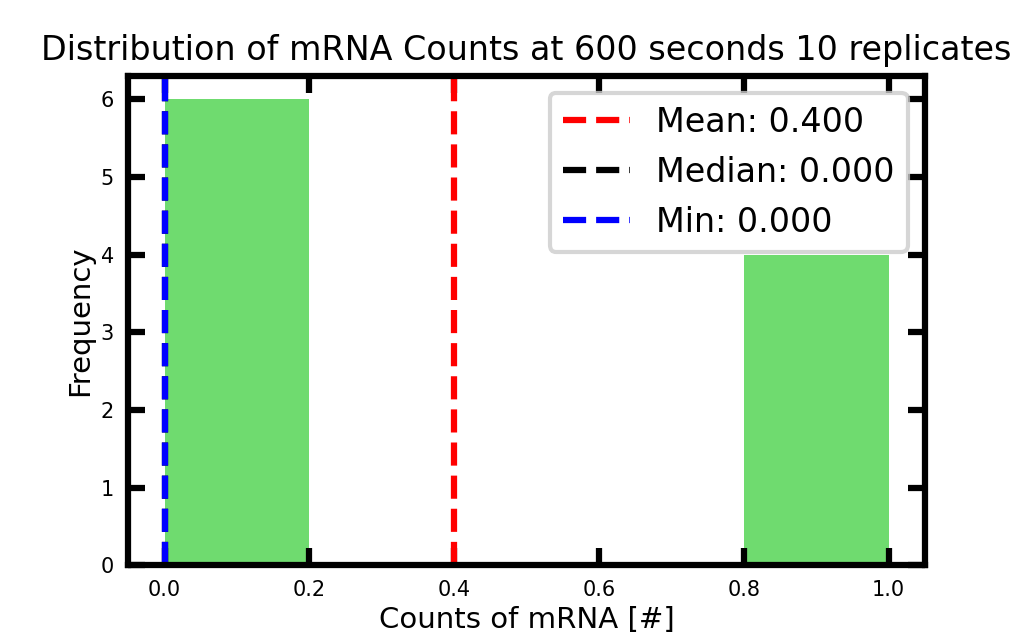 Distribution of mRNA Counts at 600 seconds 10 replicates
Mean: 0.400
Median: 0.000
Min: 0.000
Frequency
6
5
4
3
2
1
0
0.0 0.2 0.4 0.6 0.8 1.0
Counts of mRNA [#]